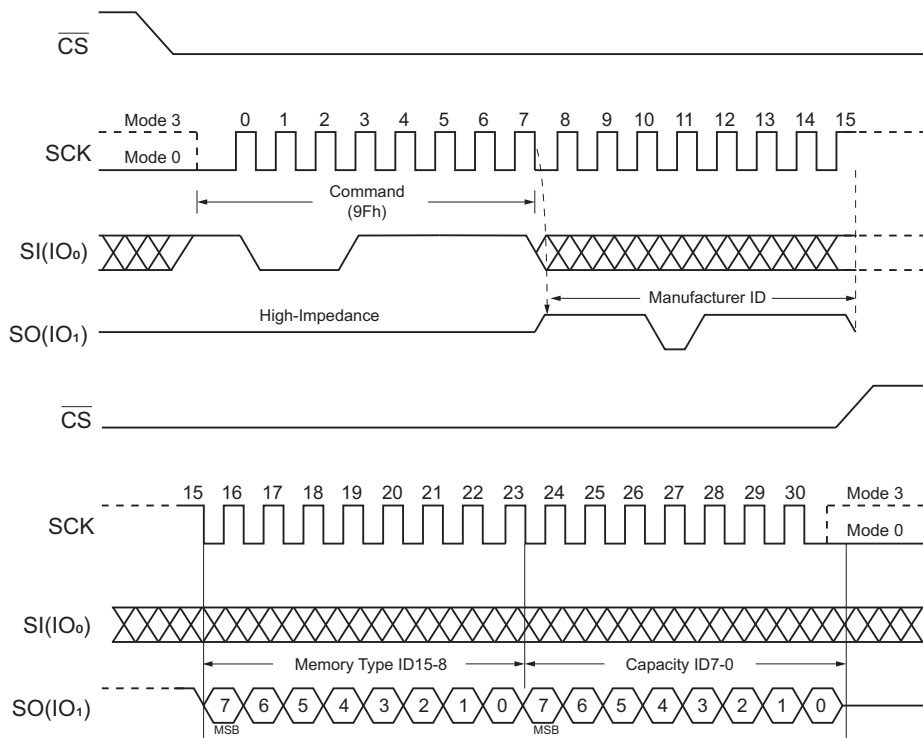 CS
Mode 3
0 1 2 3 4 5 6 7 8 9 10 11 12 13 14 15
SCK
Mode 0
Command
(9Fh)
SI(IO₀)
Manufacturer ID
High-Impedance
SO(IO₁)
CS
15 16 17 18 19 20 21 22 23 24 25 26 27 28 29 30
Mode 3
SCK
Mode 0
SI(IO₀)
Memory Type ID15-8 Capacity ID7-0
SO(IO₁)
7 6 5 4 3 2 1 0 7 6 5 4 3 2 1 0
MSB MSB